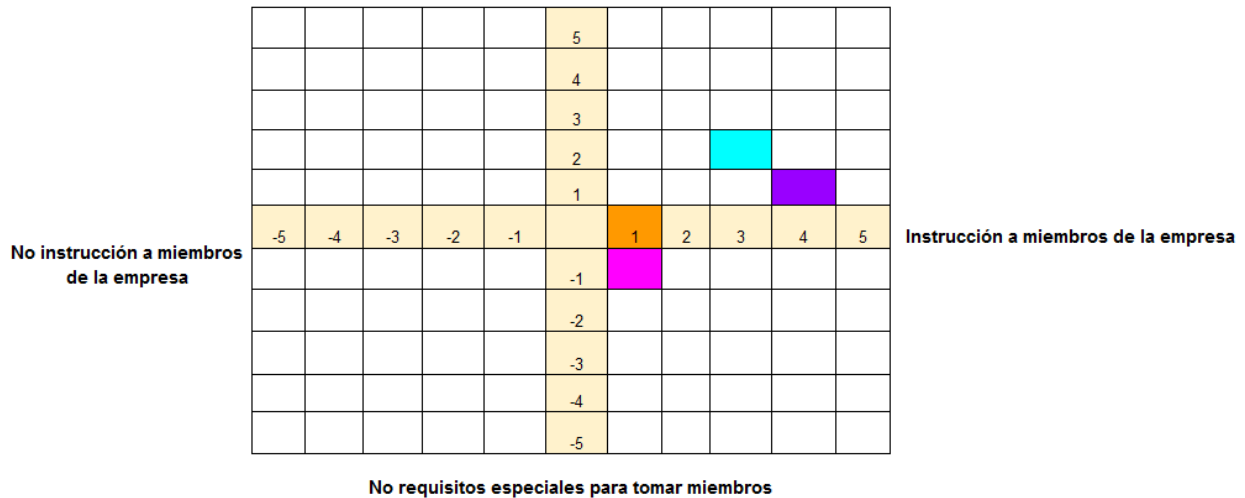 5
4
3
2
1
-5 -4 -3 -2 -1 1 2 3 4 5
No instrucción a miembros
de la empresa
Instrucción a miembros de la empresa
-1
-2
-3
-4
-5
No requisitos especiales para tomar miembros